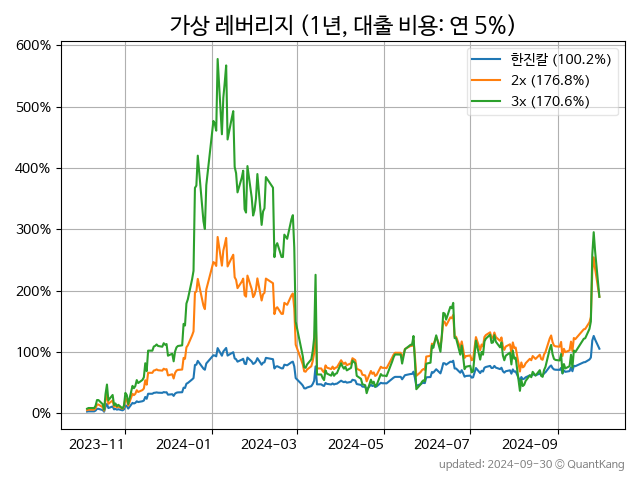 가상 레버리지 (1년, 대출 비용: 연 5%)
600%
500%
400%
300%
200%
100%
0%
한진칼 (100.2%)
2x (176.8%)
3x (170.6%)
2023-11
2024-01
2024-03
2024-05
2024-07
2024-09
updated: 2024-09-30 © QuantKang